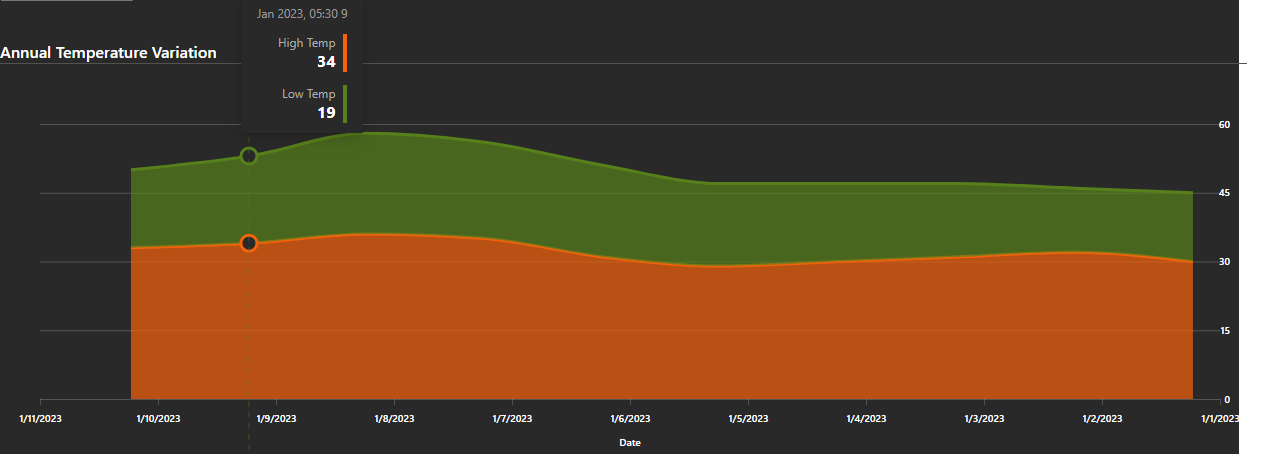 Jan 2023, 05:30 9
High Temp
34
Low Temp
19
Annual Temperature Variation
60
45
30
15
0
1/11/2023 1/10/2023 1/9/2023 1/8/2023 1/7/2023 1/6/2023 1/5/2023 1/4/2023 1/3/2023 1/2/2023 1/1/2023
Date